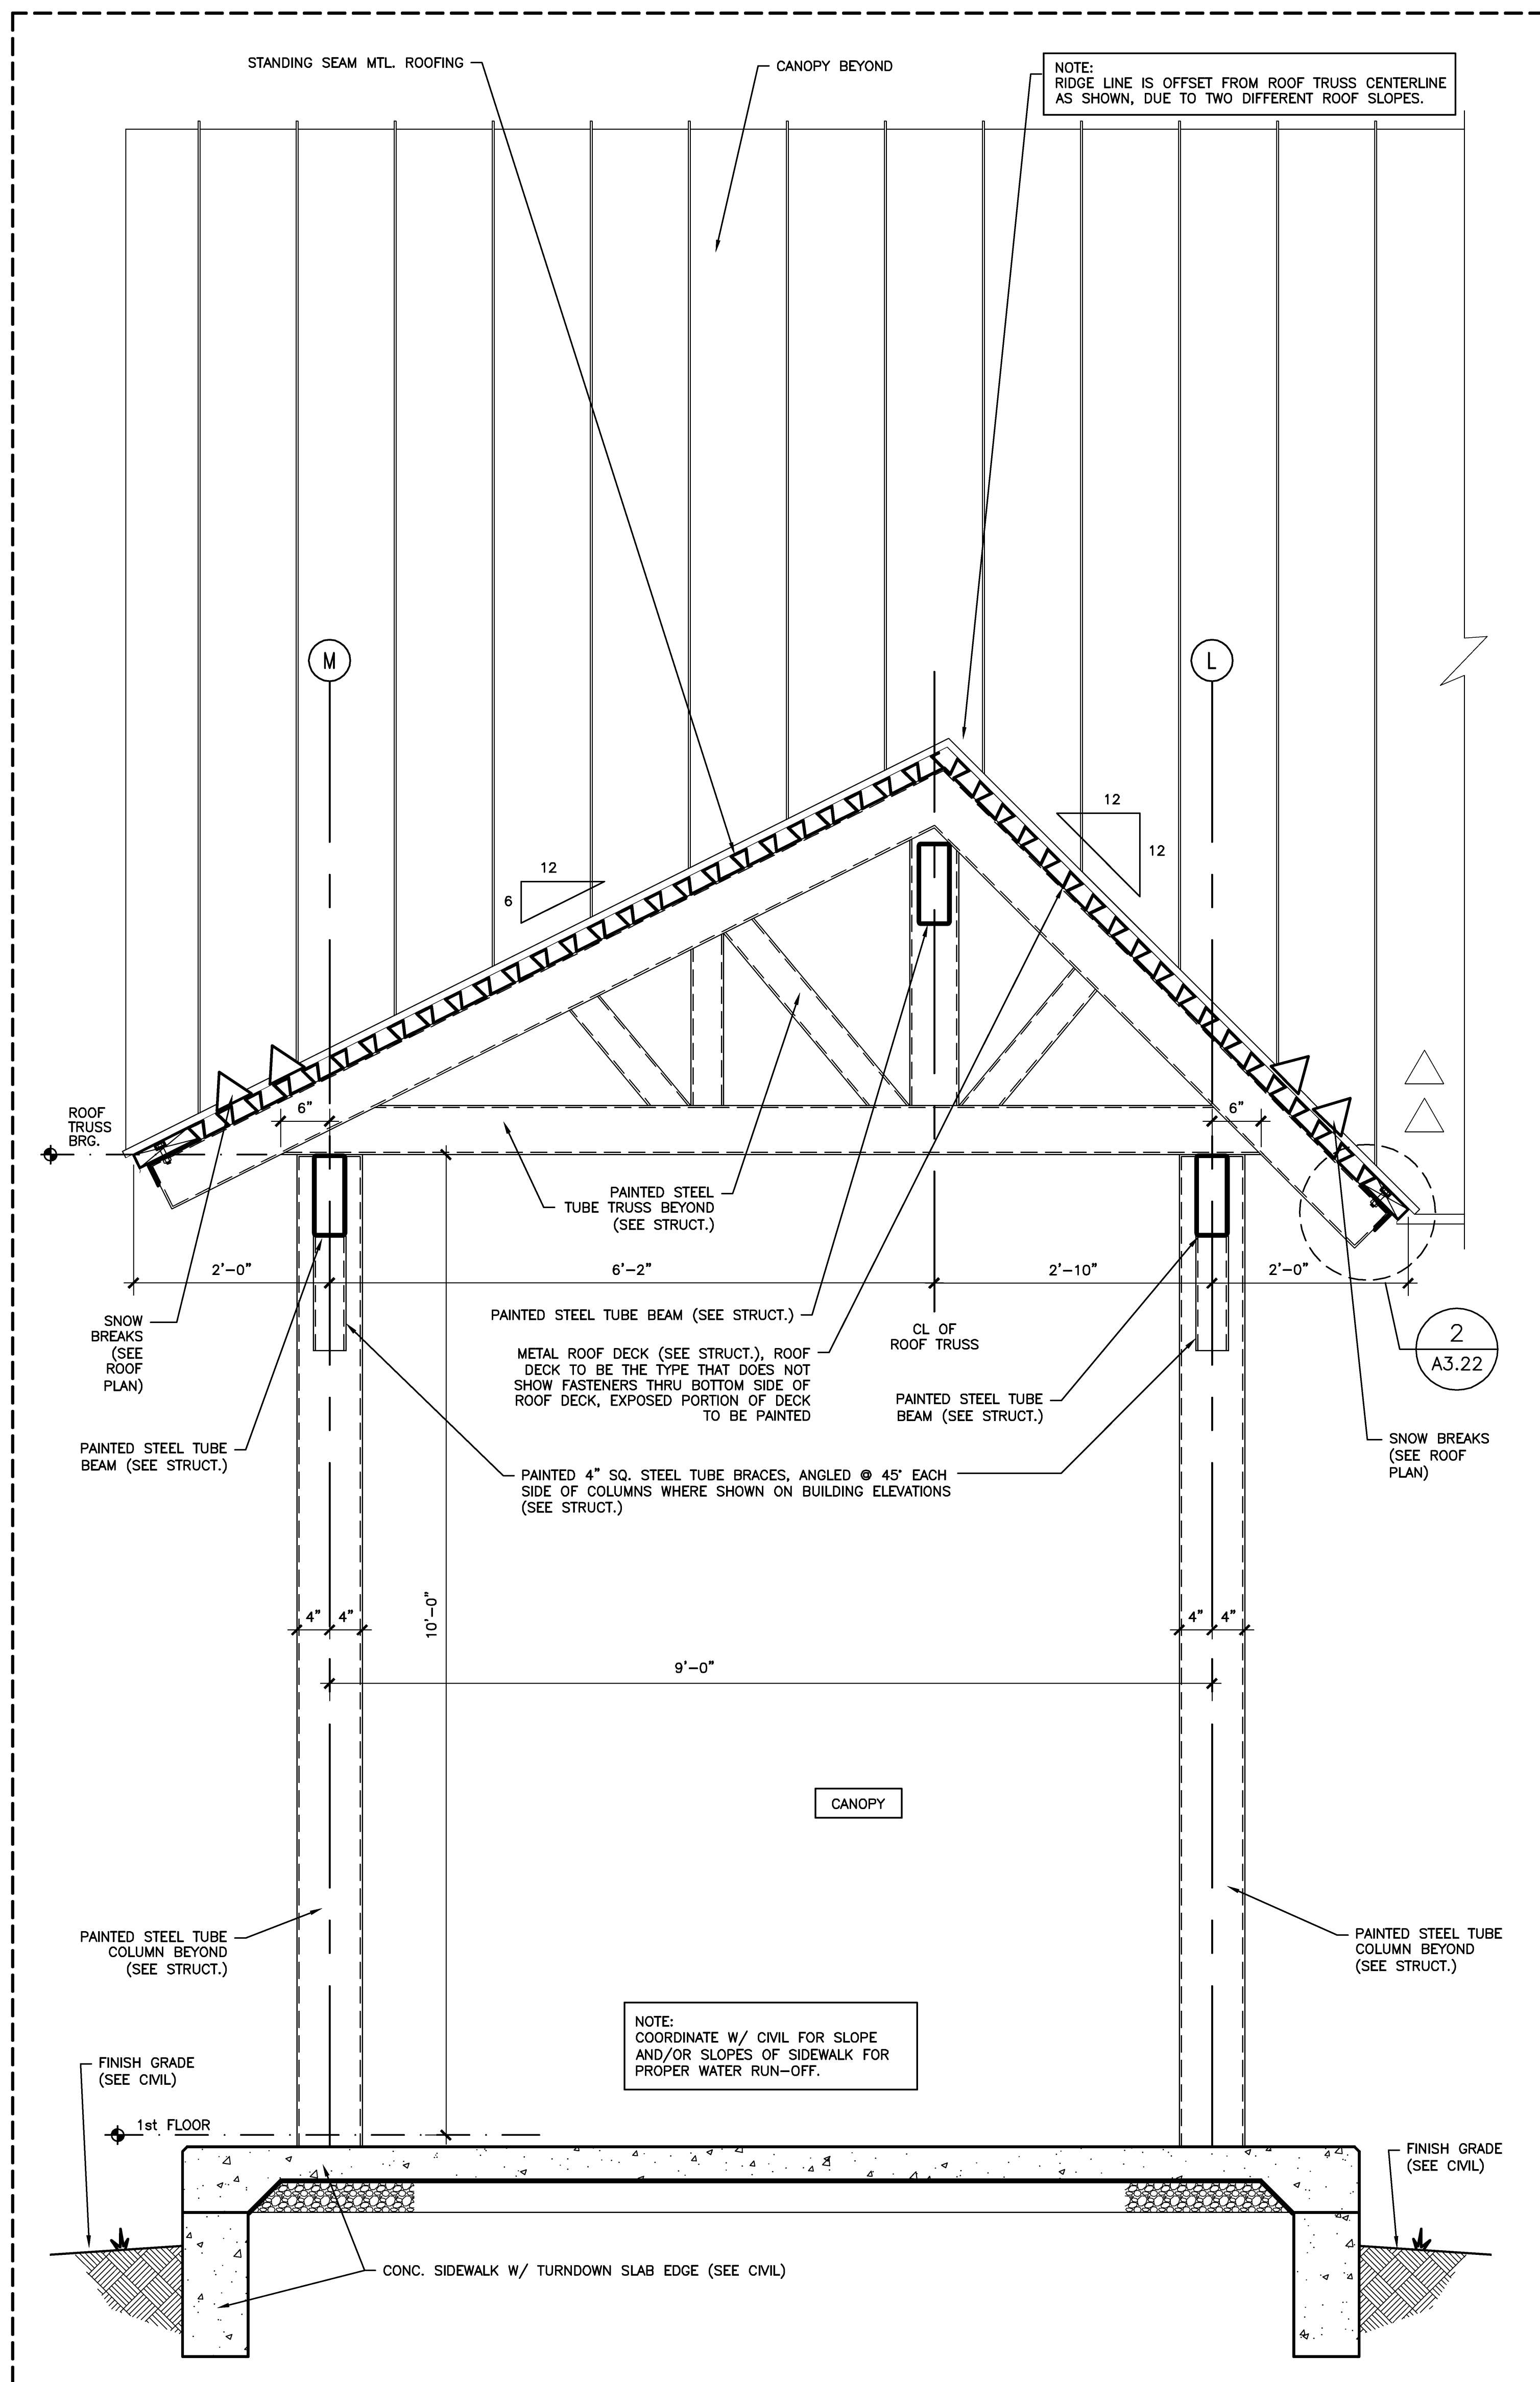 STANDING SEAM MTL. ROOFING
CANOPY BEYOND
NOTE:
RIDGE LINE IS OFFSET FROM ROOF TRUSS CENTERLINE
AS SHOWN, DUE TO TWO DIFFERENT ROOF SLOPES.
M
L
12
12
12
6
ROOF
TRUSS
BRG.
6"
6"
PAINTED STEEL
TUBE TRUSS BEYOND
(SEE STRUCT.)
2'-0"
6'-2"
2'-10"
2'-0"
SNOW
BREAKS
(SEE
ROOF
PLAN)
PAINTED STEEL TUBE BEAM (SEE STRUCT.)
CL OF
ROOF TRUSS
2
A3.22
METAL ROOF DECK (SEE STRUCT.), ROOF
DECK TO BE THE TYPE THAT DOES NOT
SHOW FASTENERS THRU BOTTOM SIDE OF
ROOF DECK, EXPOSED PORTION OF DECK
TO BE PAINTED
PAINTED STEEL TUBE
BEAM (SEE STRUCT.)
SNOW BREAKS
(SEE ROOF
PLAN)
PAINTED STEEL TUBE
BEAM (SEE STRUCT.)
PAINTED 4" SQ. STEEL TUBE BRACES, ANGLED @ 45° EACH
SIDE OF COLUMNS WHERE SHOWN ON BUILDING ELEVATIONS
(SEE STRUCT.)
4"
4"
10'-0"
4"
4"
9'-0"
CANOPY
PAINTED STEEL TUBE
COLUMN BEYOND
(SEE STRUCT.)
PAINTED STEEL TUBE
COLUMN BEYOND
(SEE STRUCT.)
NOTE:
COORDINATE W/ CIVIL FOR SLOPE
AND/OR SLOPES OF SIDEWALK FOR
PROPER WATER RUN-OFF.
FINISH GRADE
(SEE CIVIL)
1st FLOOR
FINISH GRADE
(SEE CIVIL)
CONC. SIDEWALK W/ TURNDOWN SLAB EDGE (SEE CIVIL)